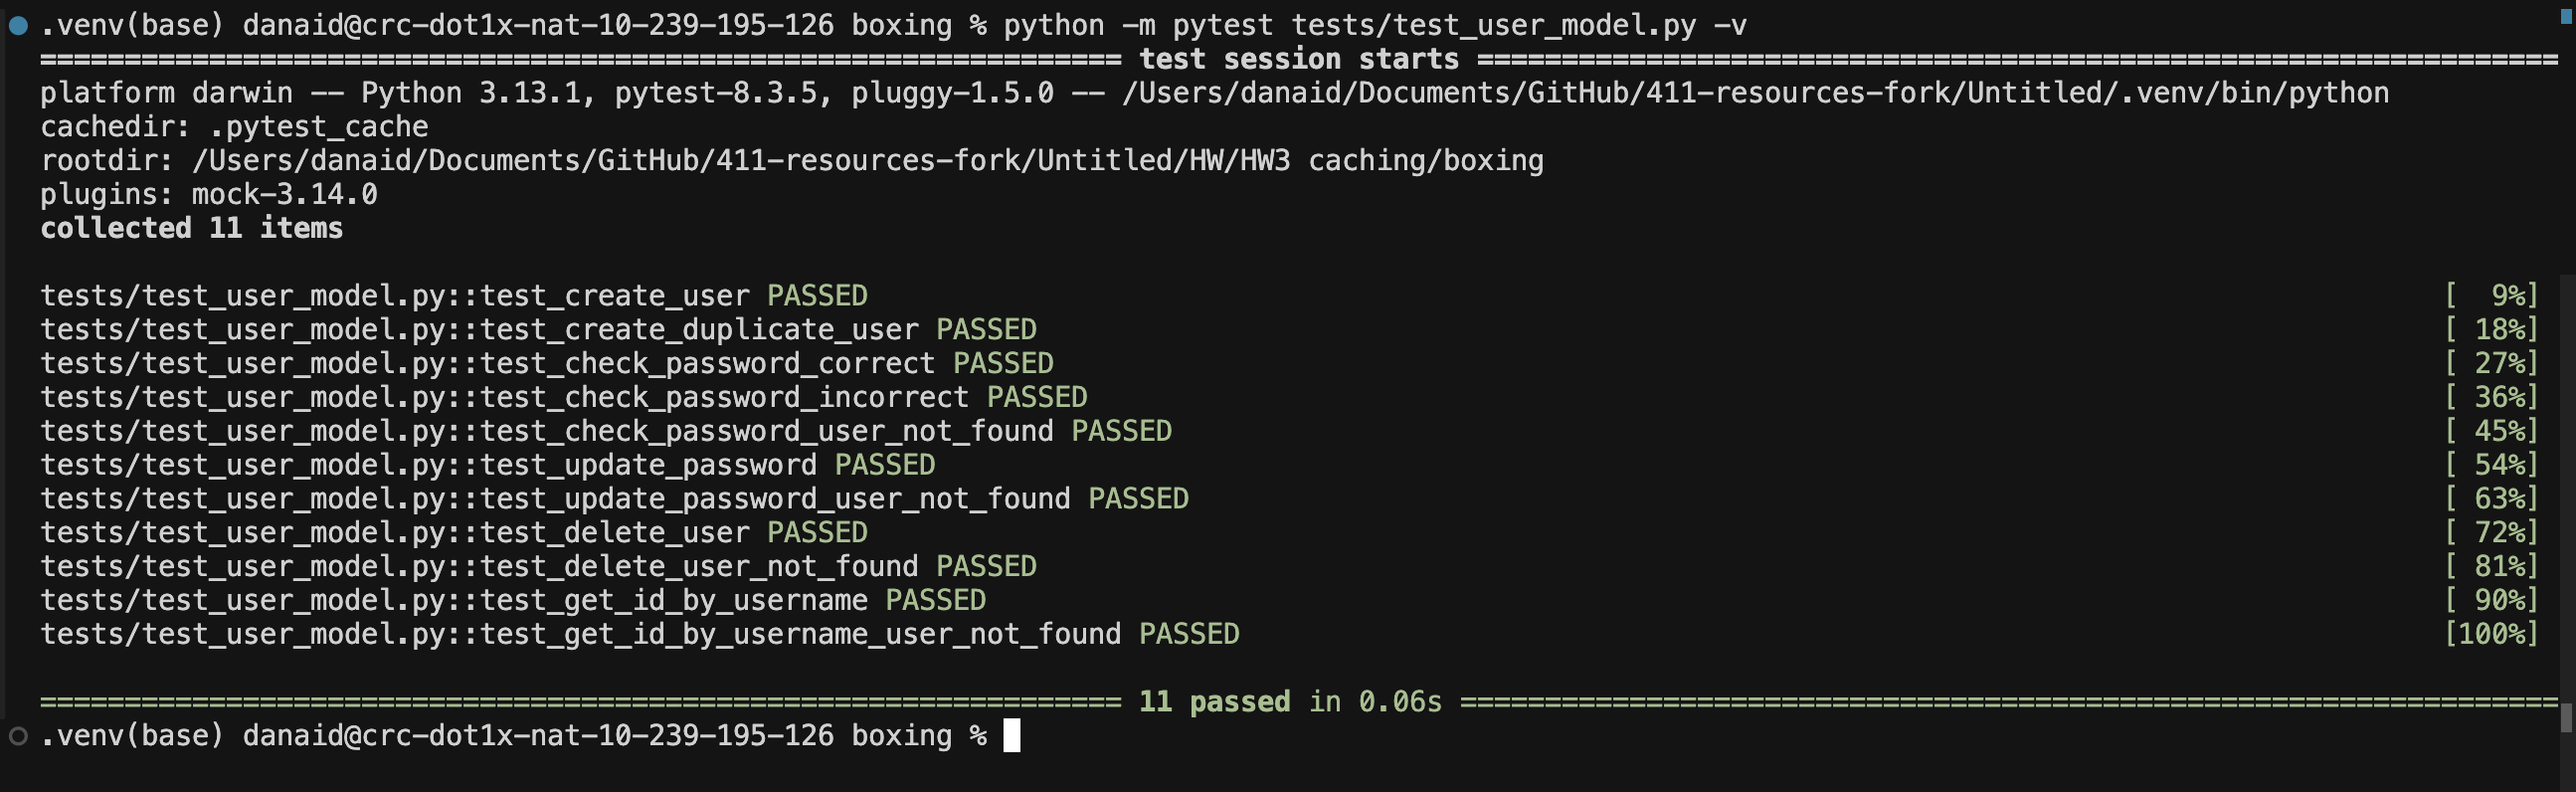 .venv(base) danaid@crc-dot1x-nat-10-239-195-126 boxing % python -m pytest tests/test_user_model.py -v
================================================================ test session starts ================================================================
platform darwin -- Python 3.13.1, pytest-8.3.5, pluggy-1.5.0 -- /Users/danaid/Documents/GitHub/411-resources-fork/Untitled/.venv/bin/python
cachedir: .pytest_cache
rootdir: /Users/danaid/Documents/GitHub/411-resources-fork/Untitled/HW/HW3 caching/boxing
plugins: mock-3.14.0
collected 11 items
tests/test_user_model.py::test_create_user PASSED [  9%]
tests/test_user_model.py::test_create_duplicate_user PASSED [ 18%]
tests/test_user_model.py::test_check_password_correct PASSED [ 27%]
tests/test_user_model.py::test_check_password_incorrect PASSED [ 36%]
tests/test_user_model.py::test_check_password_user_not_found PASSED [ 45%]
tests/test_user_model.py::test_update_password PASSED [ 54%]
tests/test_user_model.py::test_update_password_user_not_found PASSED [ 63%]
tests/test_user_model.py::test_delete_user PASSED [ 72%]
tests/test_user_model.py::test_delete_user_not_found PASSED [ 81%]
tests/test_user_model.py::test_get_id_by_username PASSED [ 90%]
tests/test_user_model.py::test_get_id_by_username_user_not_found PASSED [100%]
================================================================ 11 passed in 0.06s =================================================================
.venv(base) danaid@crc-dot1x-nat-10-239-195-126 boxing %